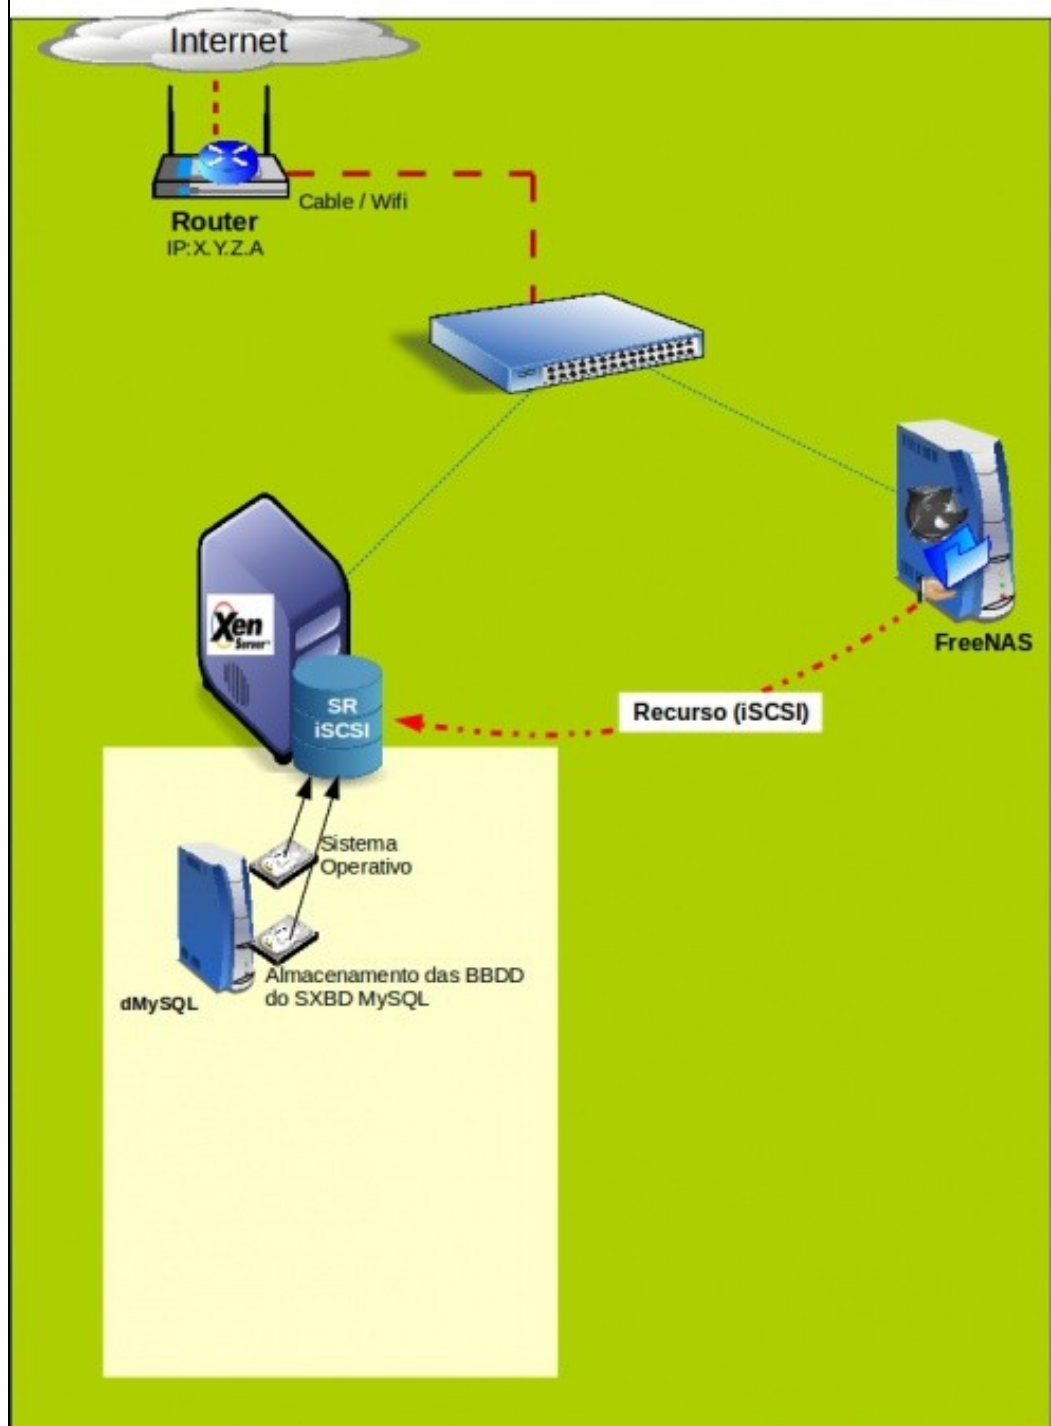 Internet
Cable / Wifi
Router
IP:X.Y.Z.A
Xen
Server
FreeNAS
SR
iSCSI
Recurso (iSCSI)
Sistema
Operativo
Almacenamento das BBDD
do SXBD MySQL
dMySQL